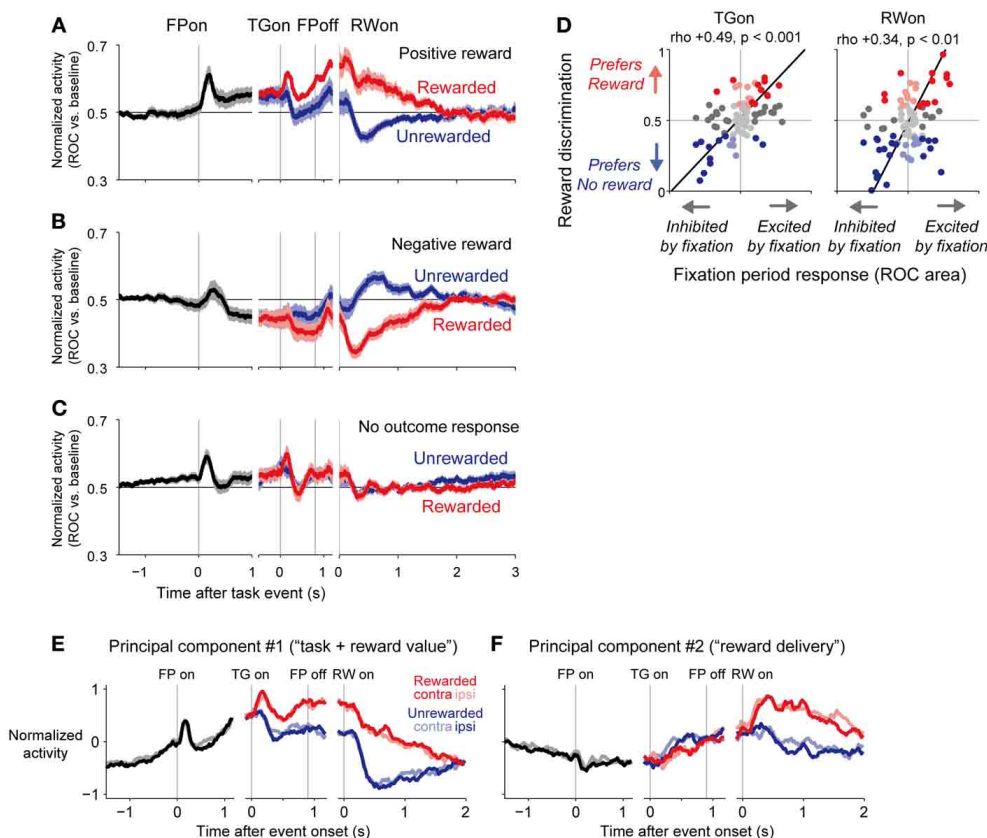 A
FPon
TGon
FPoff
RWon
0.7
0.5
0.3
Normalized activity
(ROC vs. baseline)
Positive reward
Rewarded
Unrewarded
B
0.7
0.5
0.3
Normalized activity
(ROC vs. baseline)
Negative reward
Unrewarded
Rewarded
C
0.7
0.5
0.3
Normalized activity
(ROC vs. baseline)
No outcome response
Unrewarded
Rewarded
−1 0 1 0 1 0 1 2 3
Time after task event (s)
D
TGon
rho +0.49, p < 0.001
RWon
rho +0.34, p < 0.01
Reward discrimination
1
0.5
0
Prefers
Reward
Prefers
No reward
Inhibited
by fixation
Excited
by fixation
Inhibited
by fixation
Excited
by fixation
Fixation period response (ROC area)
E
Principal component #1 (“task + reward value”)
FP on
TG on
FP off
RW on
Rewarded
contra ipsi
Unrewarded
contra ipsi
Normalized
activity
1
0
−1
0 1 0 1 0 1 2
Time after event onset (s)
F
Principal component #2 (“reward delivery”)
FP on
TG on
FP off
RW on
0 1 0 1 0 1 2
Time after event onset (s)